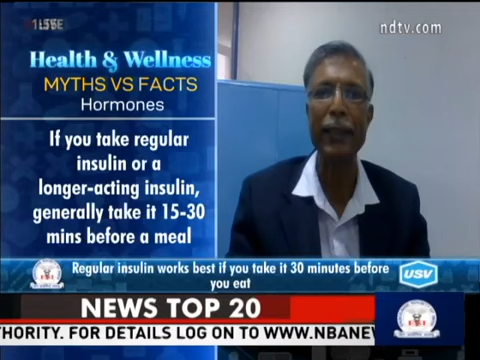 ndtv.com
Health & Wellness
MYTHS VS FACTS
Hormones
If you take regular
insulin or a
longer-acting insulin,
generally take it 15-30
mins before a meal
Regular insulin works best if you take it 30 minutes before
you eat
USV
NEWS TOP 20
HORITY. FOR DETAILS LOG ON TO WWW.NBANEW